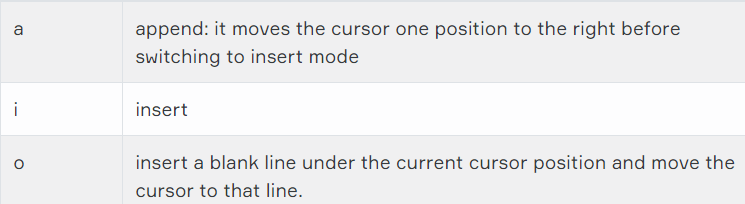 a append: it moves the cursor one position to the right before
switching to insert mode
i insert
o insert a blank line under the current cursor position and move the
cursor to that line.